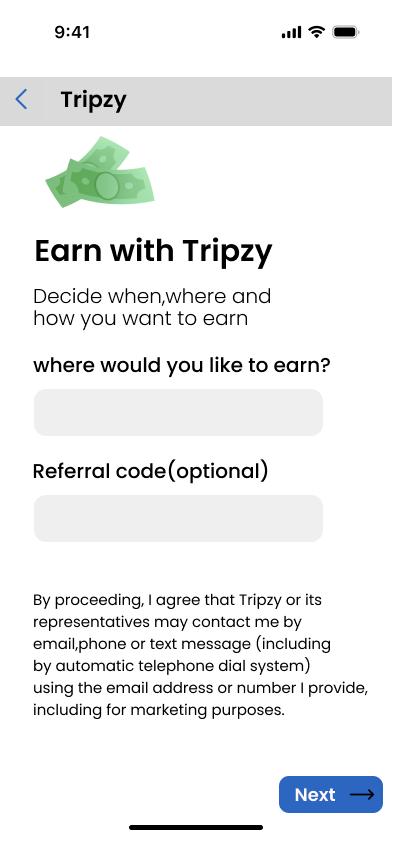 9:41
Tripzy
Earn with Tripzy
Decide when,where and
how you want to earn
where would you like to earn?
Referral code(optional)
By proceeding, I agree that Tripzy or its
representatives may contact me by
email,phone or text message (including
by automatic telephone dial system)
using the email address or number I provide,
including for marketing purposes.
Next